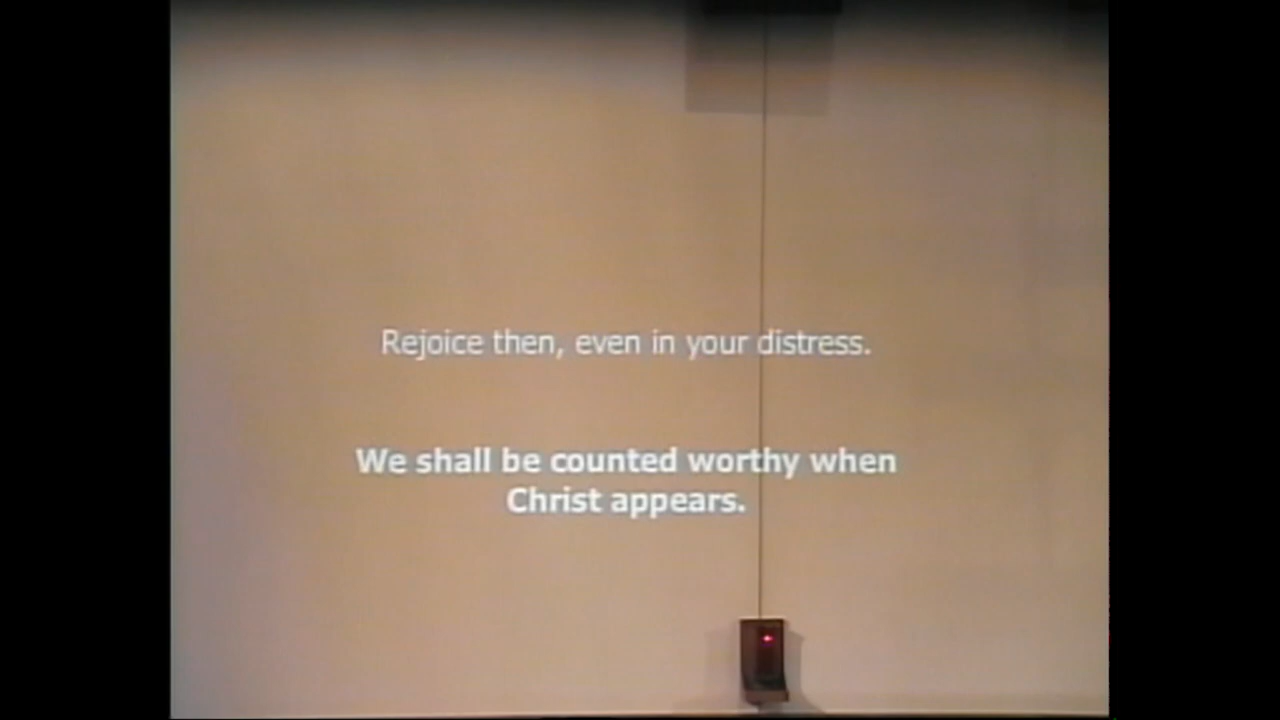 Rejoice then, even in your distress.
We shall be counted worthy when
Christ appears.